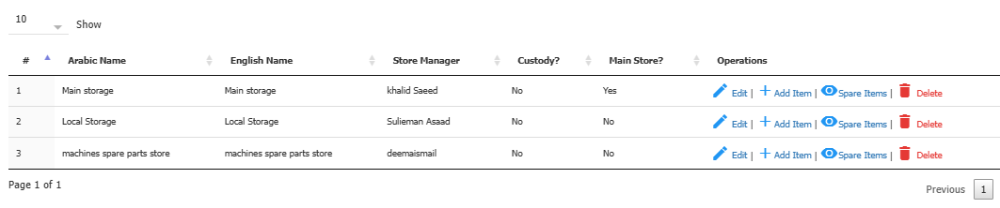 10 Show
# Arabic Name English Name Store Manager Custody? Main Store? Operations
1 Main storage Main storage khalid Saeed No Yes Edit | Add Item | Spare Items | Delete
2 Local Storage Local Storage Sulieman Asaad No No Edit | Add Item | Spare Items | Delete
3 machines spare parts store machines spare parts store deemaismail No No Edit | Add Item | Spare Items | Delete
Page 1 of 1
Previous 1